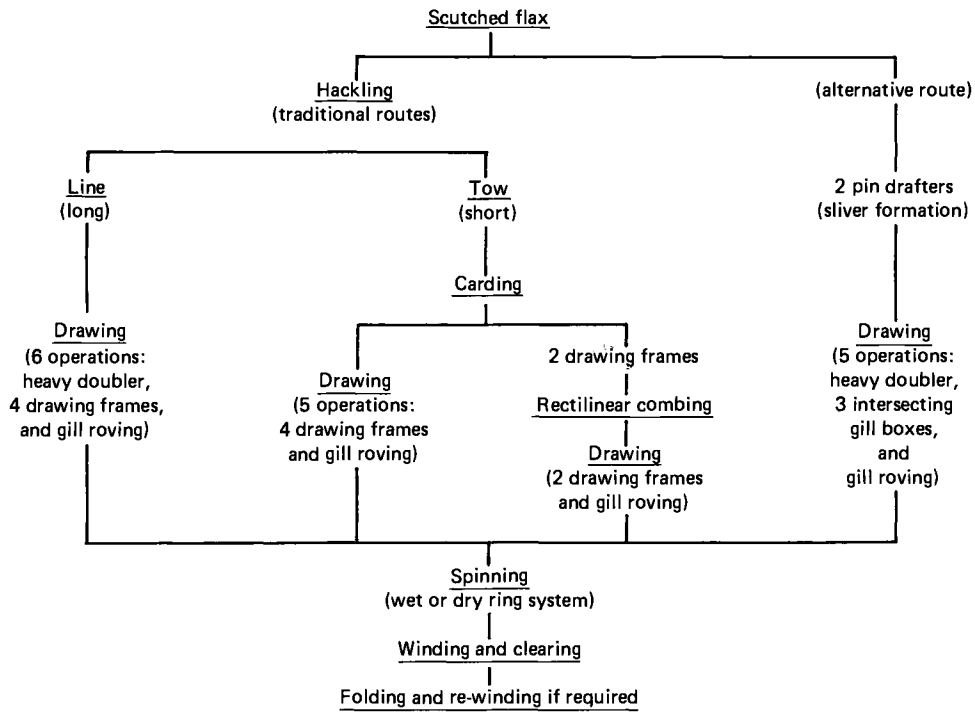 Scutched flax
Hackling
(traditional routes)
(alternative route)
Line
(long)
Tow
(short)
2 pin drafters
(sliver formation)
Carding
Drawing
(6 operations:
heavy doubler,
4 drawing frames,
and gill roving)
Drawing
(5 operations:
4 drawing frames
and gill roving)
2 drawing frames
Rectilinear combing
Drawing
(2 drawing frames
and gill roving)
Drawing
(5 operations:
heavy doubler,
3 intersecting
gill boxes,
and
gill roving)
Spinning
(wet or dry ring system)
Winding and clearing
Folding and re-winding if required